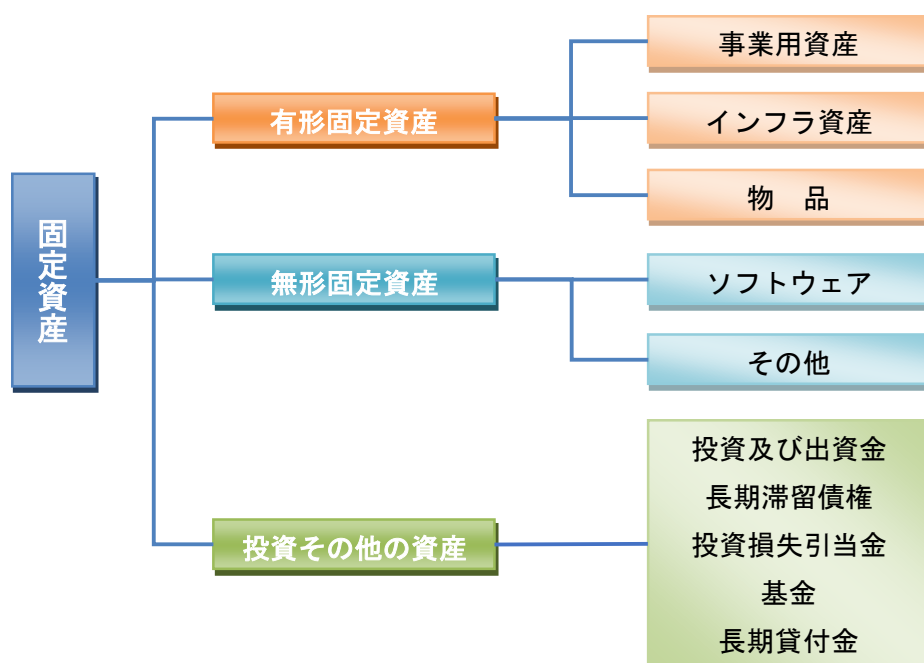 固定資産
有形固定資産
事業用資産
インフラ資産
物　品
無形固定資産
ソフトウェア
その他
投資その他の資産
投資及び出資金
長期滞留債権
投資損失引当金
基金
長期貸付金